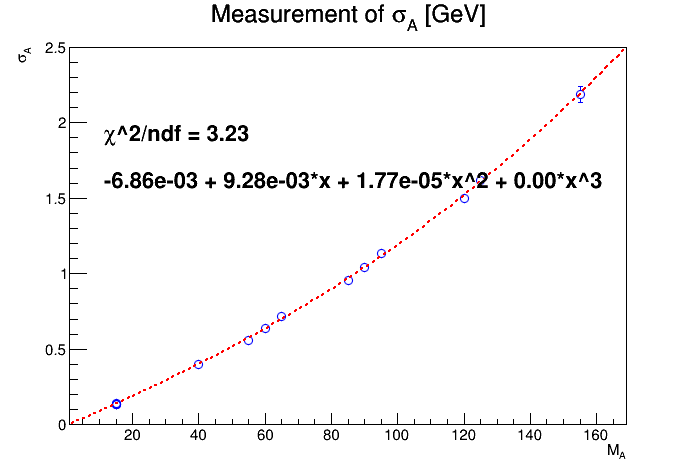 Measurement of σ_A [GeV]
σ_A
2.5
2
χ^2/ndf = 3.23
-6.86e-03 + 9.28e-03*x + 1.77e-05*x^2 + 0.00*x^3
1.5
1
0.5
0
20 40 60 80 100 120 140 160
M_A